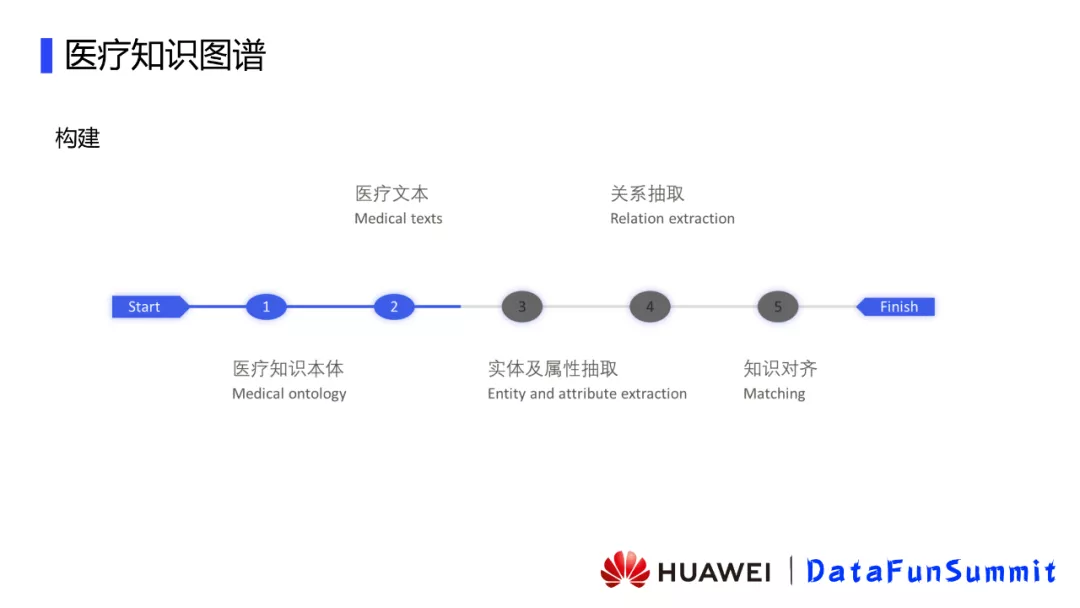 医疗知识图谱
构建
医疗文本
Medical texts
关系抽取
Relation extraction
Start
1
2
3
4
5
Finish
医疗知识本体
Medical ontology
实体及属性抽取
Entity and attribute extraction
知识对齐
Matching
HUAWEI
DataFunSummit